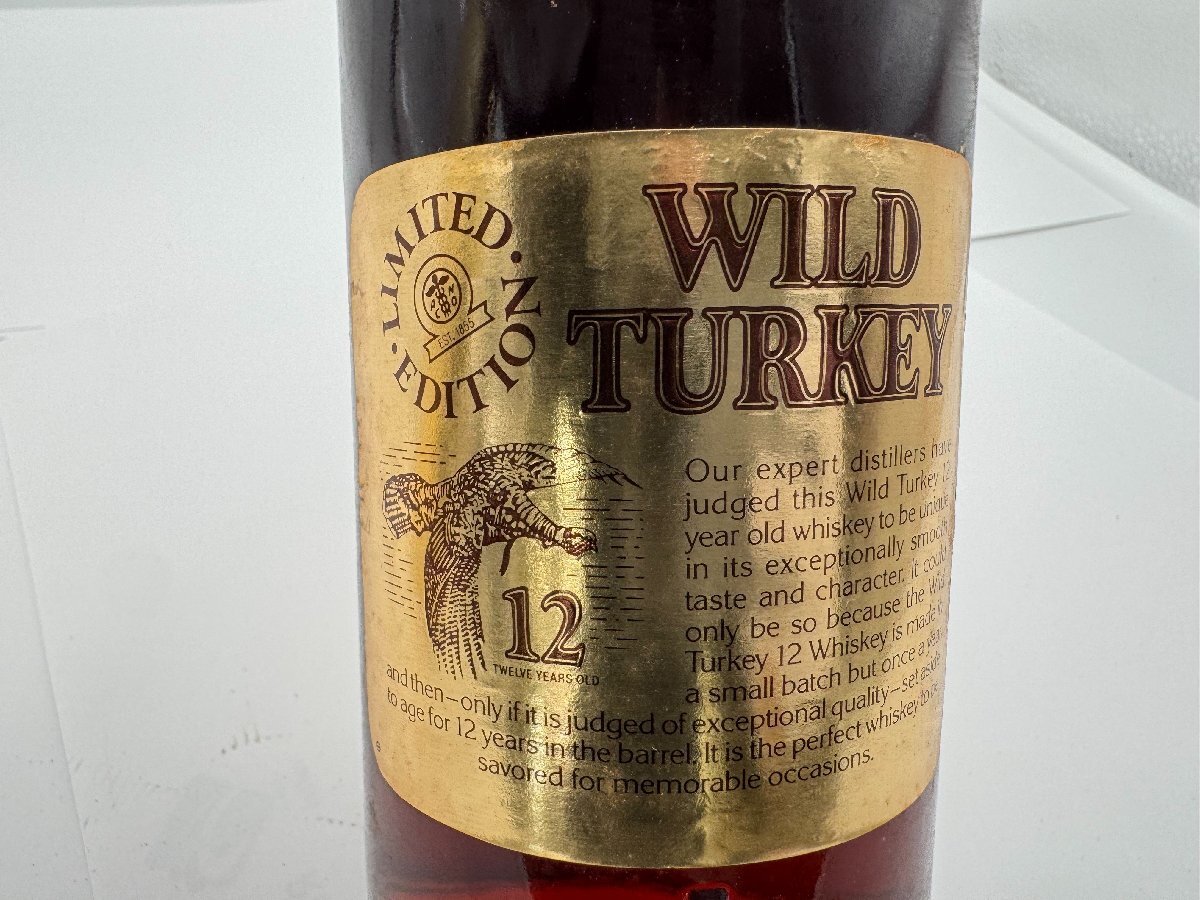 LIMITED
EDITION
EST. 1855
WILD
TURKEY
Our expert distillers have
judged this Wild Turkey 12
year old whiskey to be unique
in its exceptionally smooth
taste and character. It could
only be so because the Wild
Turkey 12 Whiskey is made in
a small batch but once a year
12
TWELVE YEARS OLD
and then—only if it is judged of exceptional quality—set aside
to age for 12 years in the barrel. It is the perfect whiskey to be
savored for memorable occasions.